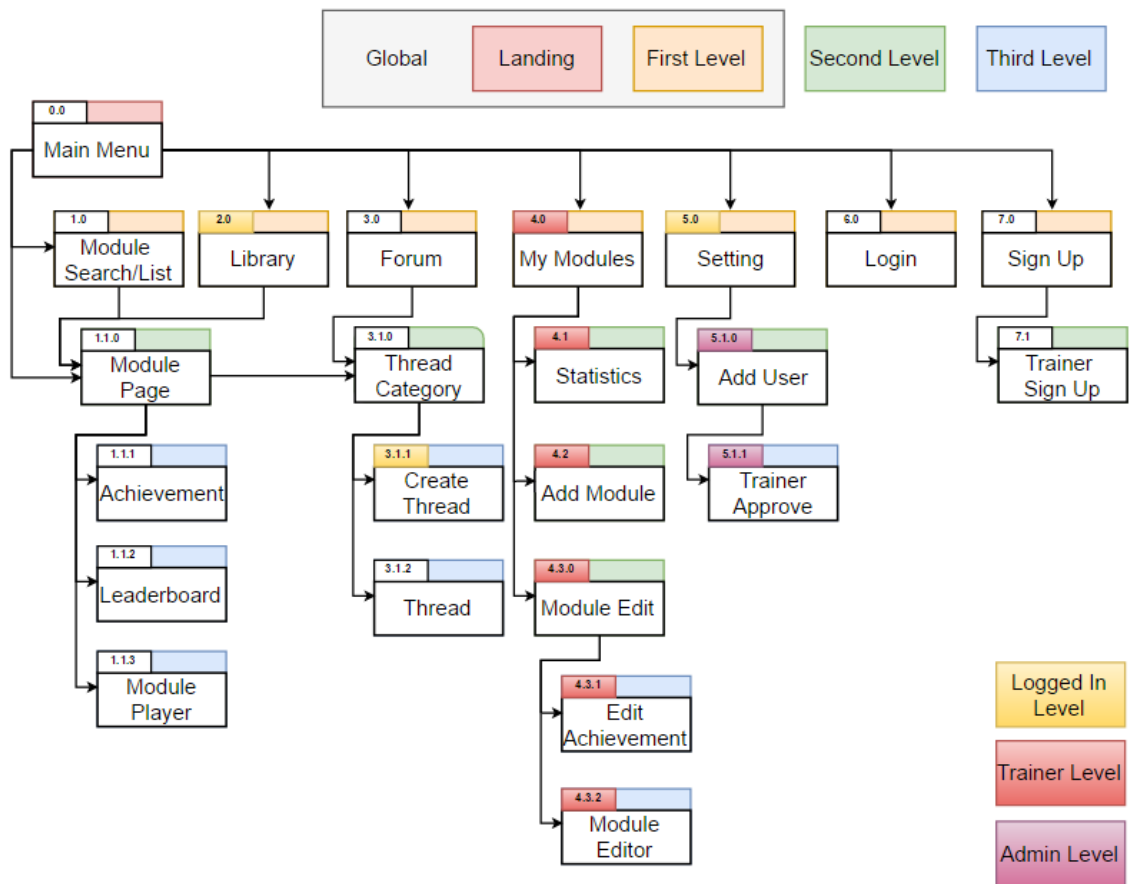 Global
Landing
First Level
Second Level
Third Level
0.0
Main Menu
1.0
Module
Search/List
2.0
Library
3.0
Forum
4.0
My Modules
5.0
Setting
6.0
Login
7.0
Sign Up
1.1.0
Module
Page
3.1.0
Thread
Category
4.1
Statistics
5.1.0
Add User
7.1
Trainer
Sign Up
1.1.1
Achievement
3.1.1
Create
Thread
4.2
Add Module
5.1.1
Trainer
Approve
1.1.2
Leaderboard
3.1.2
Thread
4.3.0
Module Edit
1.1.3
Module
Player
4.3.1
Edit
Achievement
4.3.2
Module
Editor
Logged In
Level
Trainer Level
Admin Level